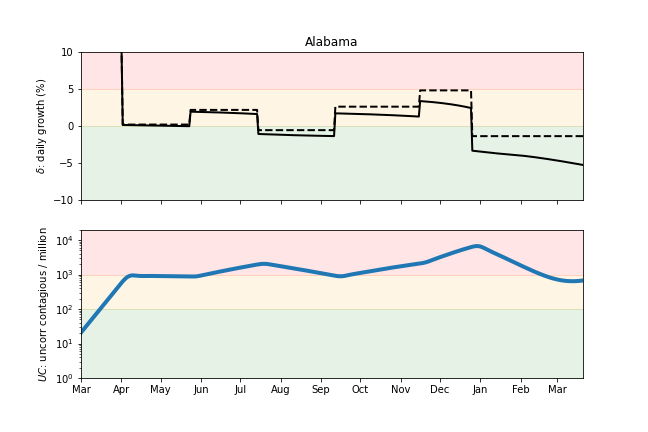 Alabama
δ: daily growth (%)
10
5
0
−5
−10
UC: uncorr contagious / million
10⁴
10³
10²
10¹
10⁰
Mar Apr May Jun Jul Aug Sep Oct Nov Dec Jan Feb Mar